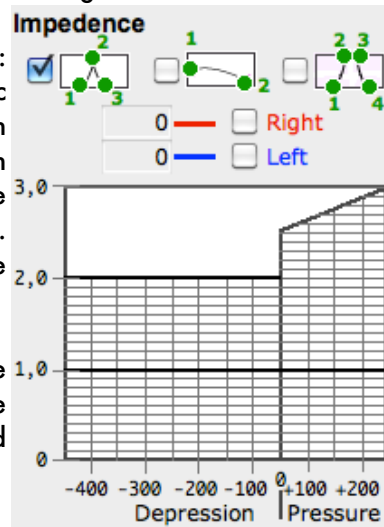 Impedence
:
1 2 3
1 2
1 2 3 4
c
0 Right
0 Left
e
3,0
.
e 2,0
e 1,0
e
d
0
-400 -300 -200 -100 0 +100 +200
Depression Pressure